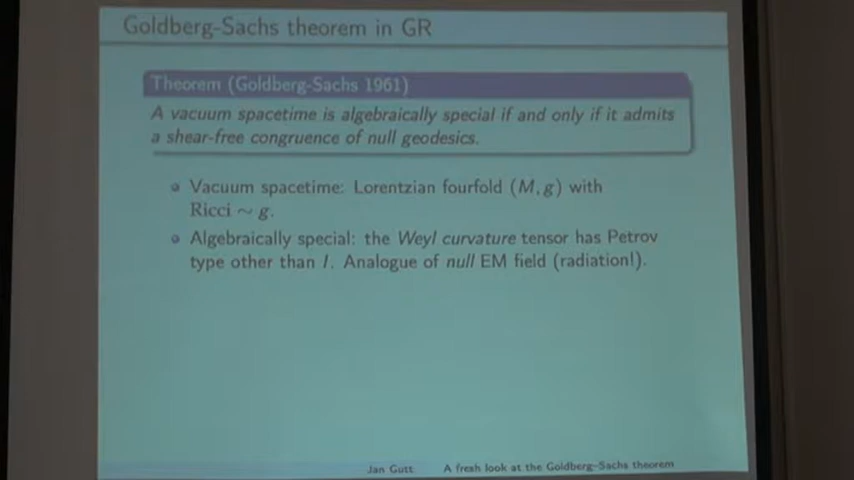 Goldberg-Sachs theorem in GR
Theorem (Goldberg-Sachs 1961)
A vacuum spacetime is algebraically special if and only if it admits
a shear-free congruence of null geodesics.
Vacuum spacetime: Lorentzian fourfold (M, g) with
Ricci ~ g.
Algebraically special: the Weyl curvature tensor has Petrov
type other than I. Analogue of null EM field (radiation!).
Jan Gutt A fresh look at the Goldberg-Sachs theorem